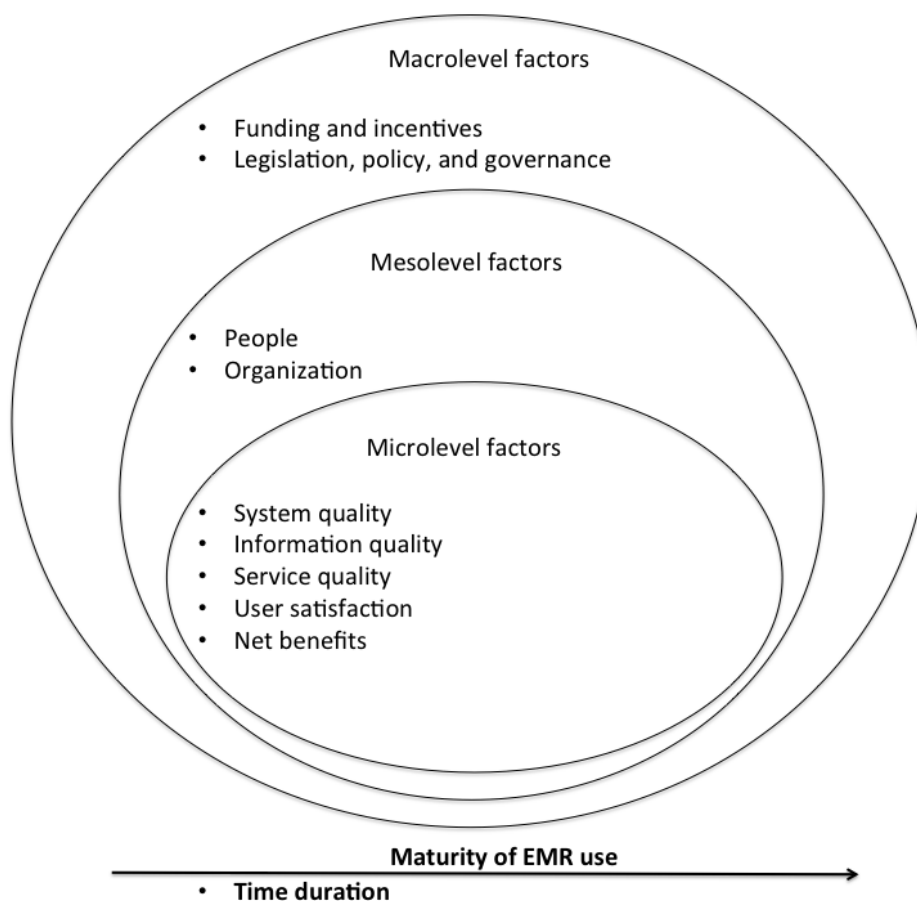 Macrolevel factors
• Funding and incentives
• Legislation, policy, and governance
Mesolevel factors
• People
• Organization
Microlevel factors
• System quality
• Information quality
• Service quality
• User satisfaction
• Net benefits
Maturity of EMR use
• Time duration